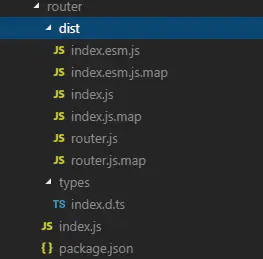 router
dist
JS index.esm.js
JS index.esm.js.map
JS index.js
JS index.js.map
JS router.js
JS router.js.map
types
TS index.d.ts
JS index.js
{ } package.json